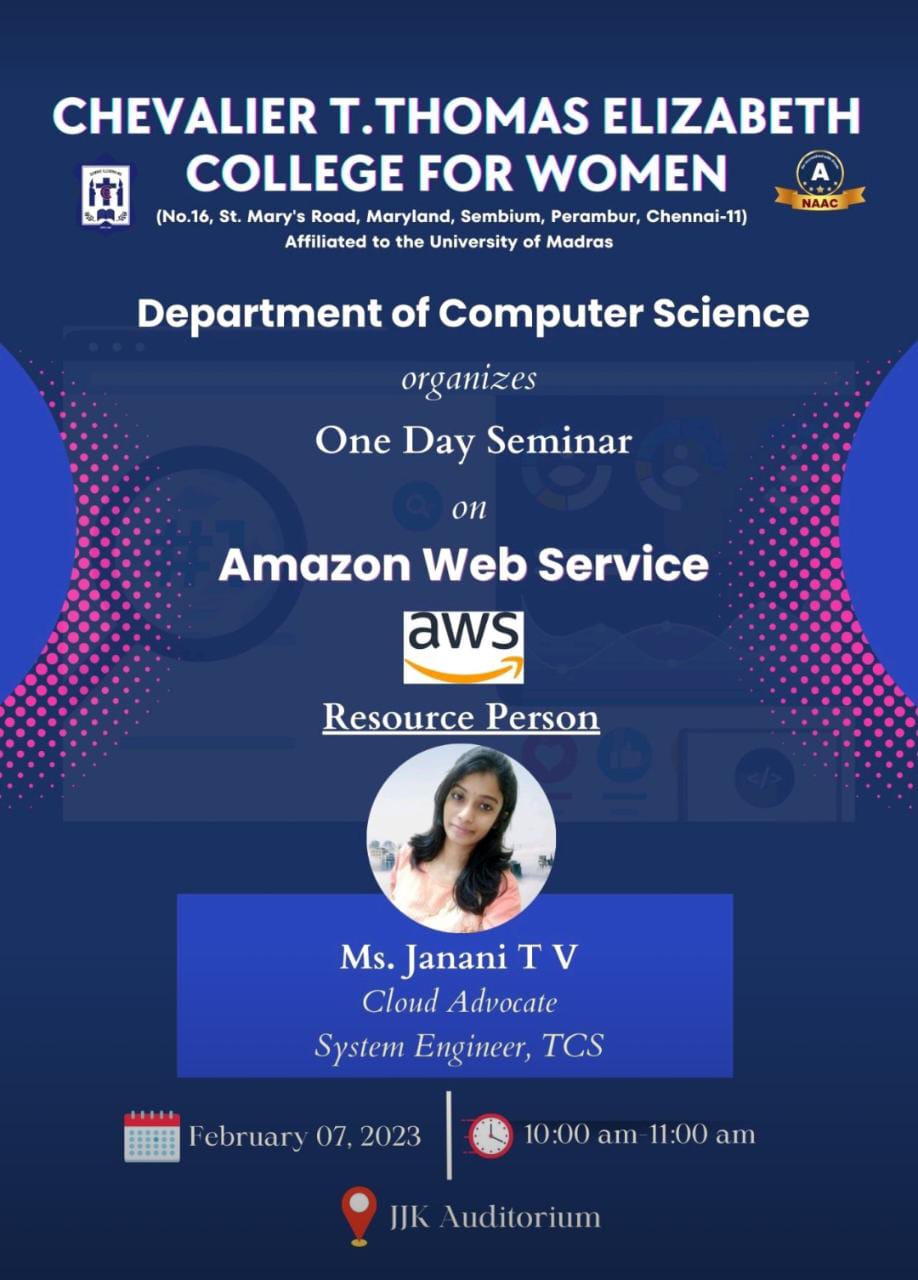 CHEVALIER T.THOMAS ELIZABETH
COLLEGE FOR WOMEN
(No.16, St. Mary's Road, Maryland, Sembium, Perambur, Chennai-11)
Affiliated to the University of Madras
A
NAAC
Department of Computer Science
organizes
One Day Seminar
on
Amazon Web Service
aws
Resource Person
#1
</>
Ms. Janani T V
Cloud Advocate
System Engineer, TCS
February 07, 2023
10:00 am-11:00 am
JJK Auditorium